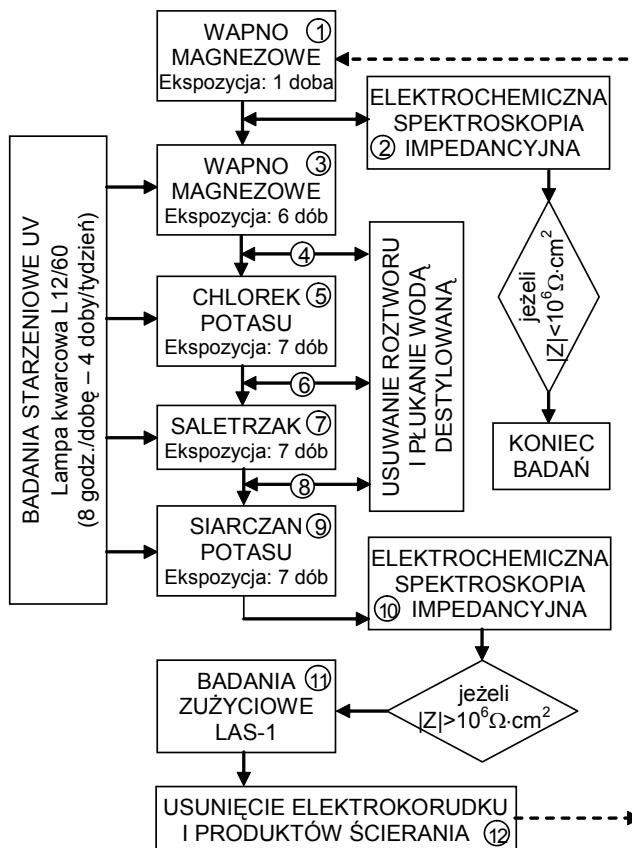 WAPNO ①
MAGNEZOWE
Ekspozycja: 1 doba
ELEKTROCHEMICZNA
SPEKTROSKOPIA
② IMPEDANCYJNA
WAPNO ③
MAGNEZOWE
Ekspozycja: 6 dób
④
CHLOREK ⑤
POTASU
Ekspozycja: 7 dób
⑥
SALETRZAK ⑦
Ekspozycja: 7 dób
⑧
SIARCZAN ⑨
POTASU
Ekspozycja: 7 dób
BADANIA STARZENIOWE UV
Lampa kwarcowa L12/60
(8 godz./dobę – 4 doby/tydzień)
USUWANIE ROZTWORU
I PŁUKANIE WODĄ
DESTYLOWANĄ
jeżeli
|Z|<10⁶Ω·cm²
KONIEC
BADAŃ
ELEKTROCHEMICZNA
SPEKTROSKOPIA
⑩ IMPEDANCYJNA
jeżeli
|Z|>10⁶Ω·cm²
BADANIA ⑪
ZUŻYCIOWE
LAS-1
USUNIĘCIE ELEKTROKORUDKU
I PRODUKTÓW ŚCIERANIA ⑫